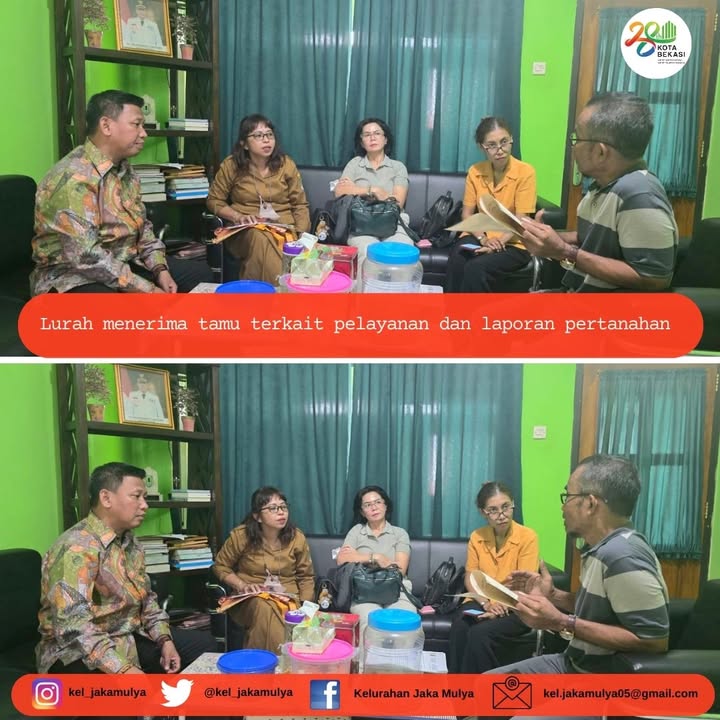 28 KOTA
BEKASI
Lurah menerima tamu terkait pelayanan dan laporan pertanahan
kel_jakamulya @kel_jakamulya Kelurahan Jaka Mulya kel.jakamulya05@gmail.com